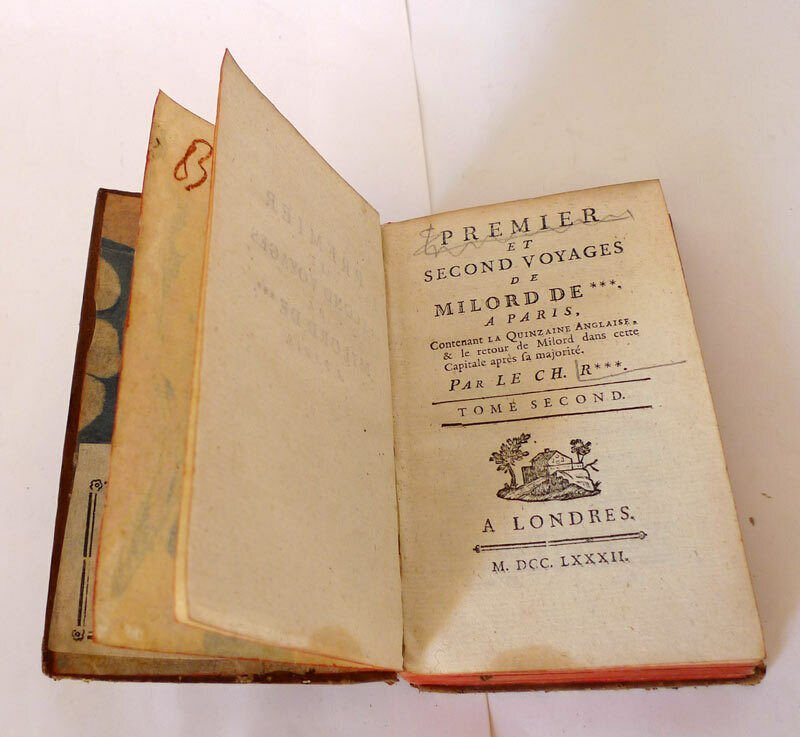 B
PREMIER
ET
SECOND VOYAGES
DE
MILORD DE ***.
A PARIS,
Contenant LA QUINZAINE ANGLAISE,
& le retour de Milord dans cette
Capitale après ſa majorité.
PAR LE CH. R***.
TOME SECOND.
A LONDRES.
M. DCC. LXXXII.